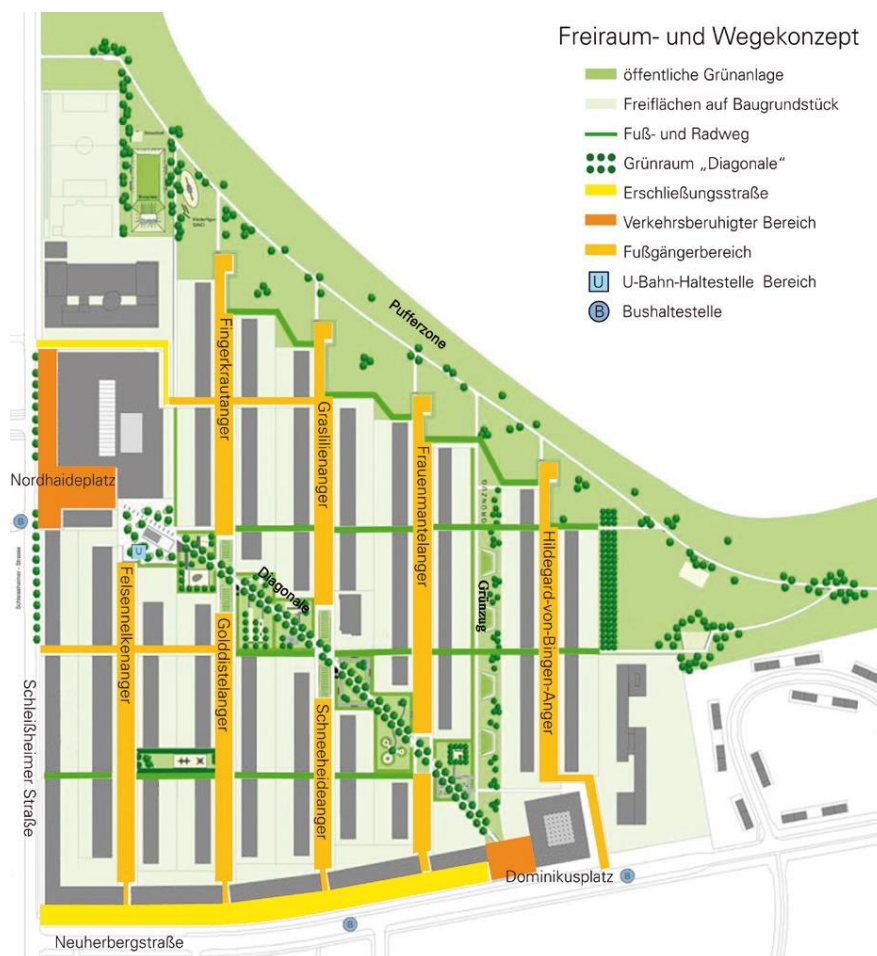 Freiraum- und Wegekonzept
öffentliche Grünanlage
Freiflächen auf Baugrundstück
Fuß- und Radweg
Grünraum „Diagonale“
Erschließungsstraße
Verkehrsberuhigter Bereich
Fußgängerbereich
U
U-Bahn-Haltestelle Bereich
B
Bushaltestelle
Pufferzone
Fingerkrautanger
Graslilienanger
Frauenmantelanger
Hildegard-von-Bingen-Anger
Nordhaideplatz
B
U
Diagonale
Grünzug
Felsennelkenanger
Golddistelanger
Schneeheideanger
Schleißheimer Straße
Dominikusplatz
B
B
Neuherbergstraße